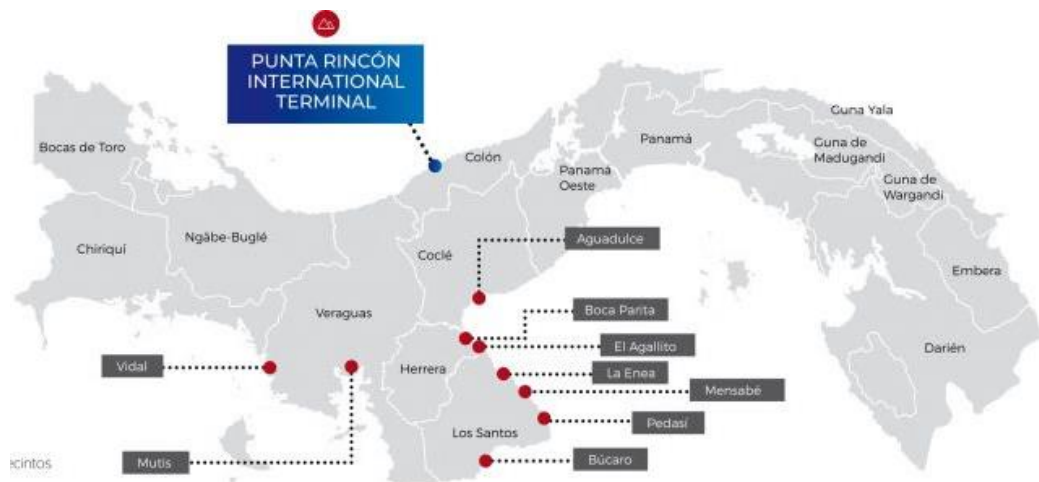 PUNTA RINCÓN
INTERNATIONAL
TERMINAL
Bocas de Toro
Colón
Panamá
Guna Yala
Guna de
Madugandi
Guna de
Wargandi
Panamá
Oeste
Chiriquí
Ngäbe-Buglé
Coclé
Aguadulce
Embera
Veraguas
Boca Parita
El Agallito
Darién
Vidal
Herrera
La Enea
Mensabé
Los Santos
Pedasí
Mutis
Búcaro
ecintos